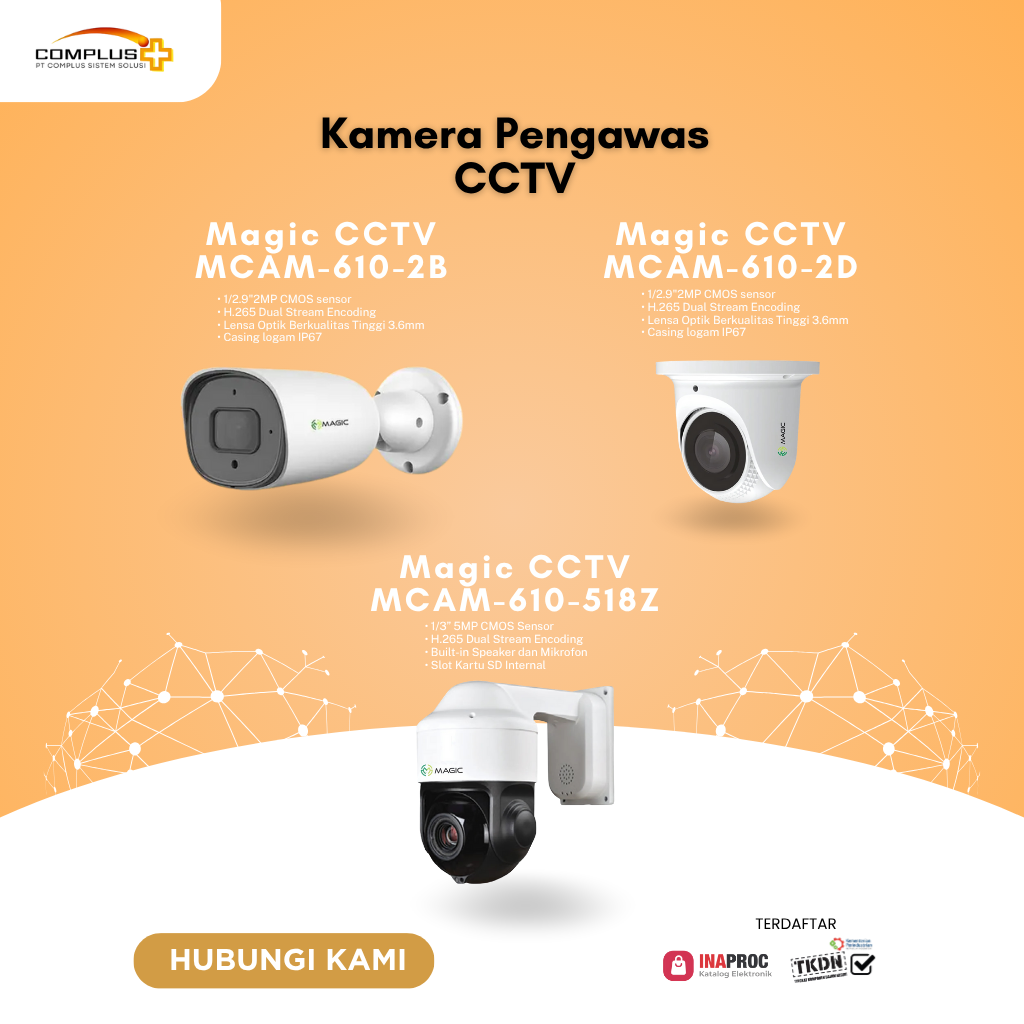 COMPLUS
PT COMPLUS SISTEM SOLUSI
Kamera Pengawas
CCTV
Magic CCTV
MCAM-610-2B
• 1/2.9"2MP CMOS sensor
• H.265 Dual Stream Encoding
• Lensa Optik Berkualitas Tinggi 3.6mm
• Casing logam IP67
MAGIC
Magic CCTV
MCAM-610-2D
• 1/2.9"2MP CMOS sensor
• H.265 Dual Stream Encoding
• Lensa Optik Berkualitas Tinggi 3.6mm
• Casing logam IP67
MAGIC
Magic CCTV
MCAM-610-518Z
• 1/3" 5MP CMOS Sensor
• H.265 Dual Stream Encoding
• Built-in Speaker dan Mikrofon
• Slot Kartu SD Internal
MAGIC
HUBUNGI KAMI
TERDAFTAR
INAPROC
Katalog Elektronik
Kementerian
Perindustrian
TKDN